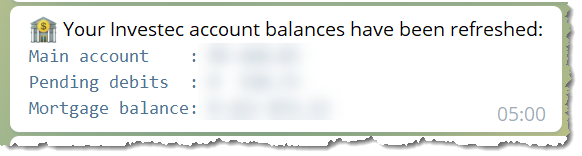 Your Investec account balances have been refreshed:
Main account   :
Pending debits  :
Mortgage balance:
05:00